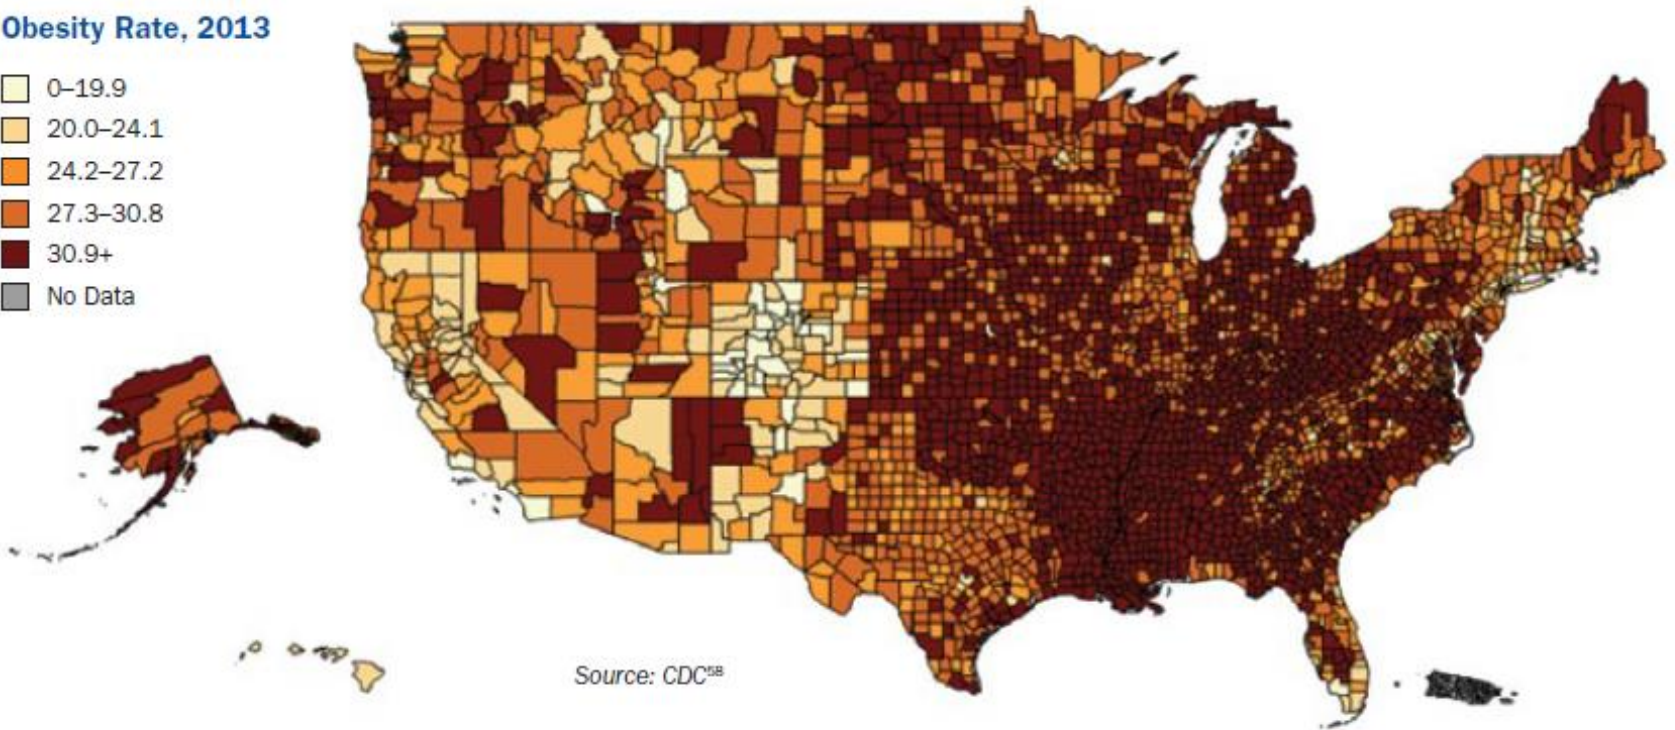 Obesity Rate, 2013
0–19.9
20.0–24.1
24.2–27.2
27.3–30.8
30.9+
No Data
Source: CDC⁵⁸